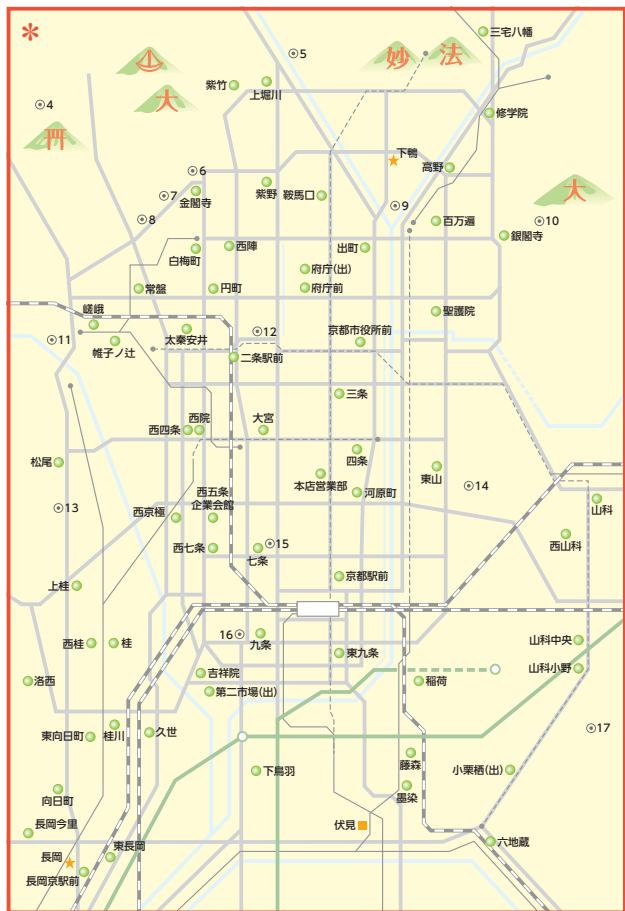 *
三宅八幡
5
妙 法
紫竹
上堀川
大
4
修学院
下鴨
高野
6
7
金閣寺
紫野
鞍馬口
大
8
9
百万遍
10
銀閣寺
白梅町
西陣
出町
府庁(出)
常盤
円町
府庁前
嵯峨
聖護院
11
帷子ノ辻
太秦安井
12
京都市役所前
二条駅前
三条
西院
西四条
大宮
松尾
四条
東山
本店営業部
14
西五条
企業会館
河原町
山科
13
西京極
西七条
15
七条
西山科
上桂
京都駅前
16
九条
西桂
桂
東九条
山科中央
山科小野
洛西
吉祥院
稲荷
第二市場(出)
17
東向日町
桂川
久世
藤森
下鳥羽
小栗栖(出)
墨染
向日町
長岡今里
伏見
東長岡
六地蔵
長岡
長岡京駅前